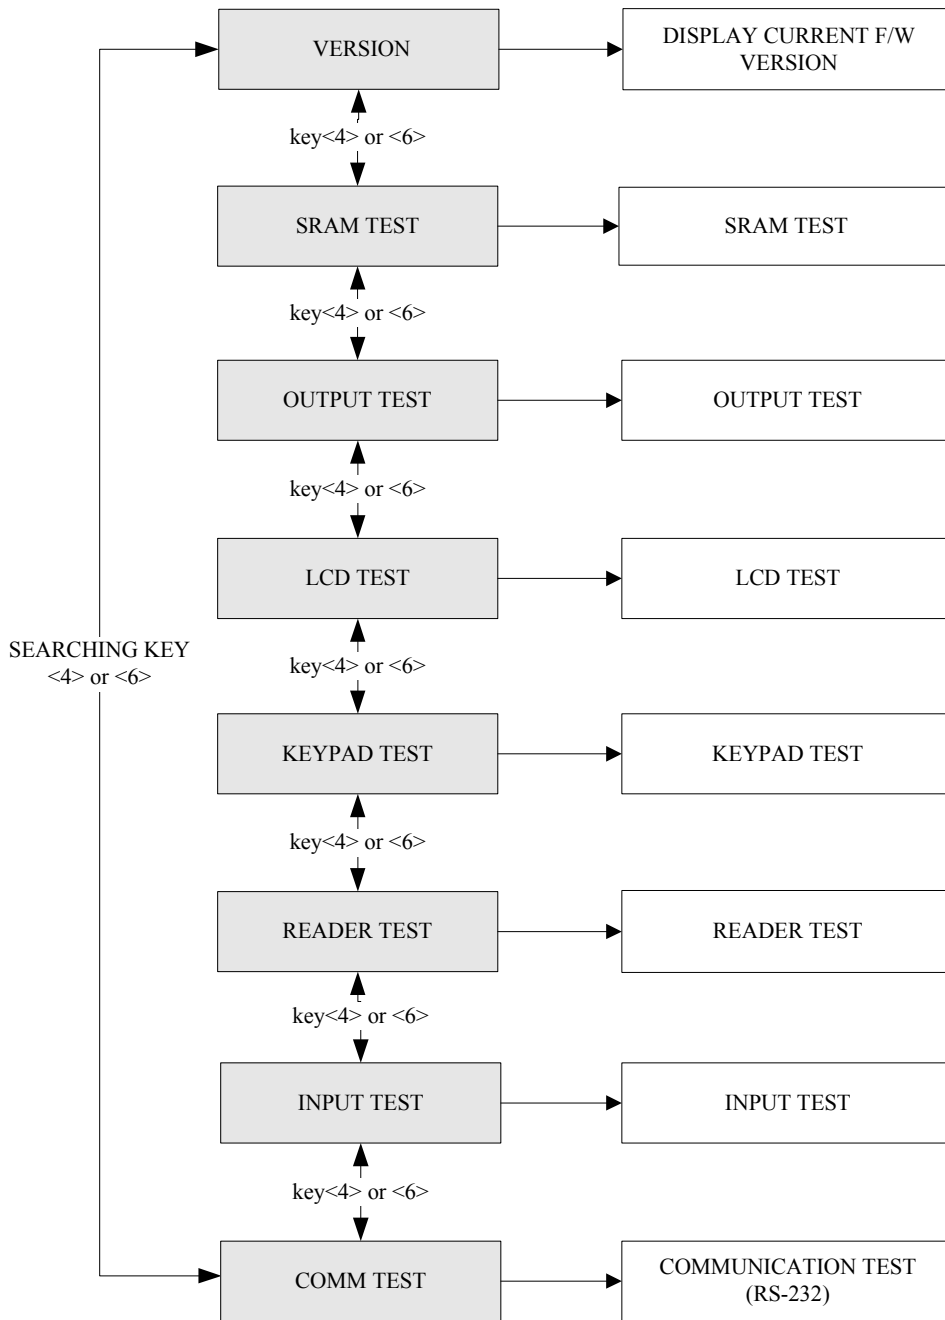 VERSION
DISPLAY CURRENT F/W
VERSION
key<4> or <6>
SRAM TEST
SRAM TEST
key<4> or <6>
OUTPUT TEST
OUTPUT TEST
key<4> or <6>
LCD TEST
LCD TEST
SEARCHING KEY
<4> or <6>
key<4> or <6>
KEYPAD TEST
KEYPAD TEST
key<4> or <6>
READER TEST
READER TEST
key<4> or <6>
INPUT TEST
INPUT TEST
key<4> or <6>
COMM TEST
COMMUNICATION TEST
(RS-232)